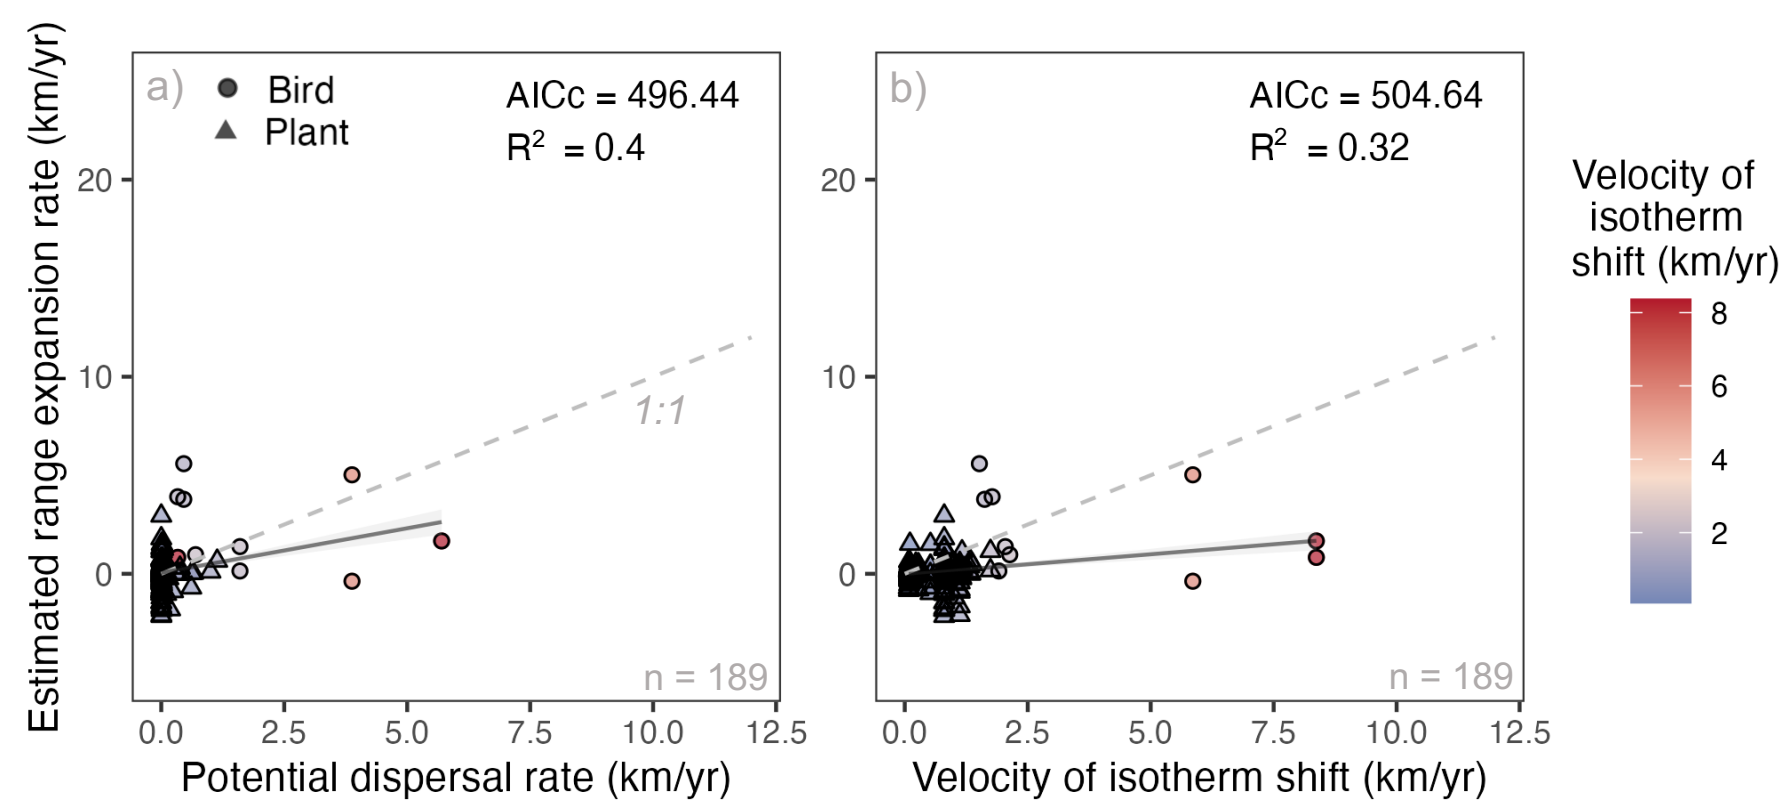 Estimated range expansion rate (km/yr)
a)
Bird
Plant
AICc = 496.44
R² = 0.4
20
10
0
1:1
n = 189
0.0 2.5 5.0 7.5 10.0 12.5
Potential dispersal rate (km/yr)
b)
AICc = 504.64
R² = 0.32
20
10
0
n = 189
0.0 2.5 5.0 7.5 10.0 12.5
Velocity of isotherm shift (km/yr)
Velocity of
isotherm
shift (km/yr)
8
6
4
2